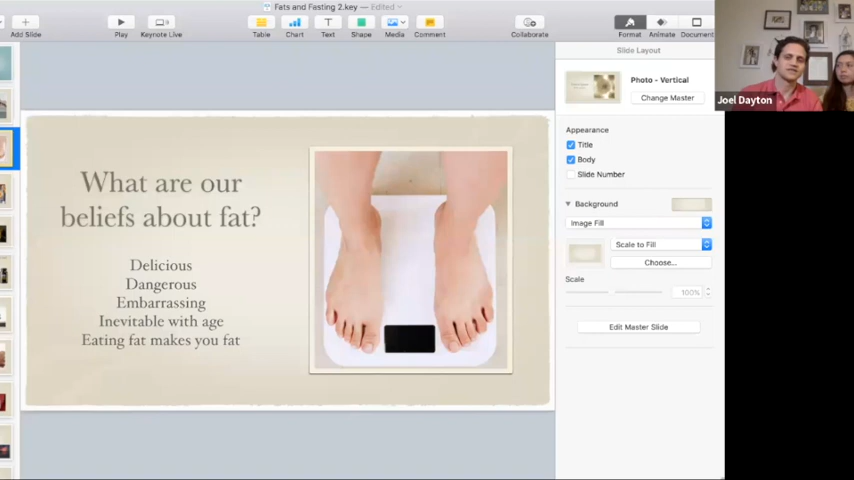 Fats and Fasting 2.key — Edited
Add Slide
Play
Keynote Live
Table
Chart
Text
Shape
Media
Comment
Collaborate
Format
Animate
Document
Slide Layout
Photo - Vertical
Change Master
Joel Dayton
Appearance
Title
Body
Slide Number
Background
Image Fill
Scale to Fill
Choose...
Scale
100%
Edit Master Slide
What are our
beliefs about fat?
Delicious
Dangerous
Embarrassing
Inevitable with age
Eating fat makes you fat